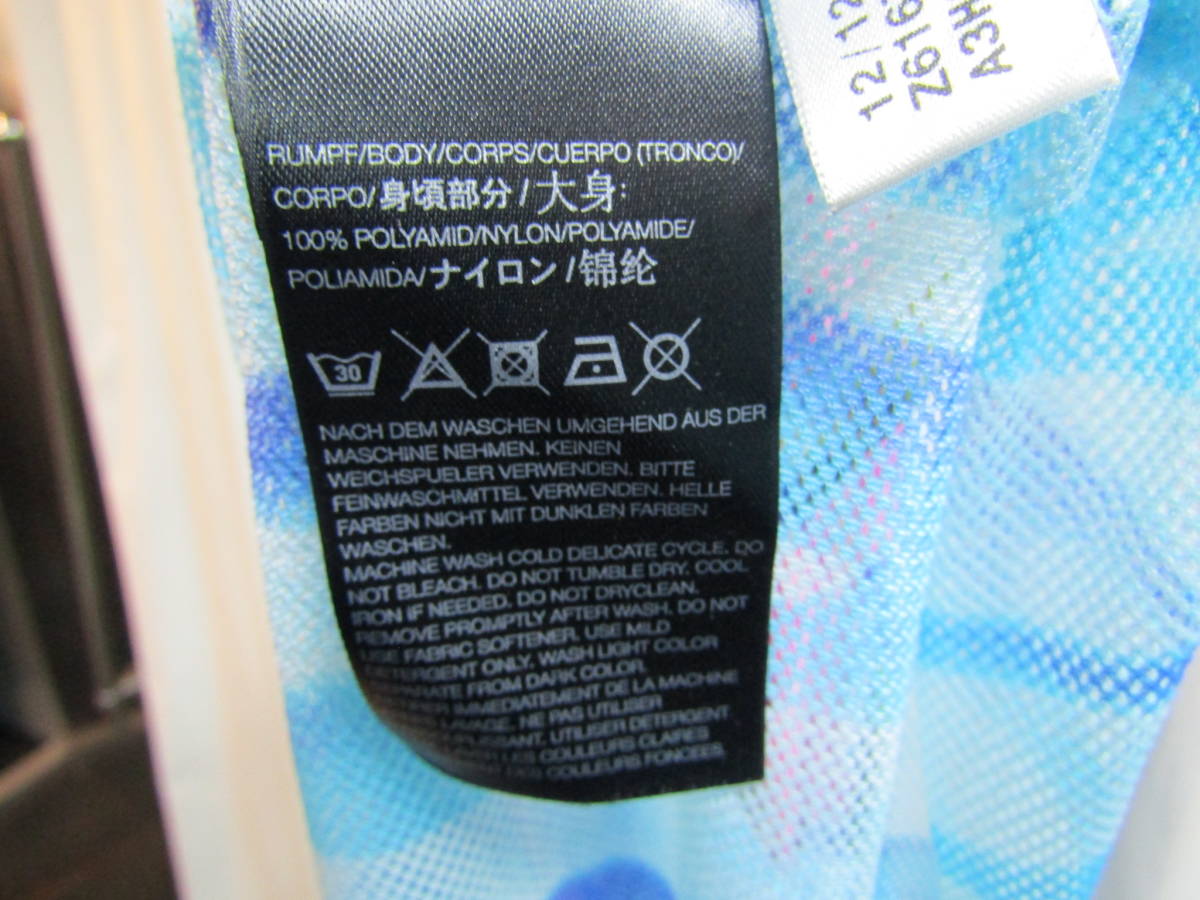 RUMPF/BODY/CORPS/CUERPO (TRONCO)/
CORPO/身頃部分/大身:
100% POLYAMID/NYLON/POLYAMIDE/
POLIAMIDA/ナイロン/锦纶
30
NACH DEM WASCHEN UMGEHEND AUS DER
MASCHINE NEHMEN. KEINEN
WEICHSPUELER VERWENDEN. BITTE
FEINWASCHMITTEL VERWENDEN. HELLE
FARBEN NICHT MIT DUNKLEN FARBEN
WASCHEN.
MACHINE WASH COLD DELICATE CYCLE. DO
NOT BLEACH. DO NOT TUMBLE DRY. COOL
IRON IF NEEDED. DO NOT DRYCLEAN.
REMOVE PROMPTLY AFTER WASH. DO NOT
USE FABRIC SOFTENER. USE MILD
DETERGENT ONLY. WASH LIGHT COLOR
FROM DARK COLOR.
IMMEDIATEMENT DE LA MACHINE
NE PAS UTILISER
UTILISER DETERGENT
LES COULEURS CLAIRES
DES COULEURS FONCEES.
12/12
Z616
A3H